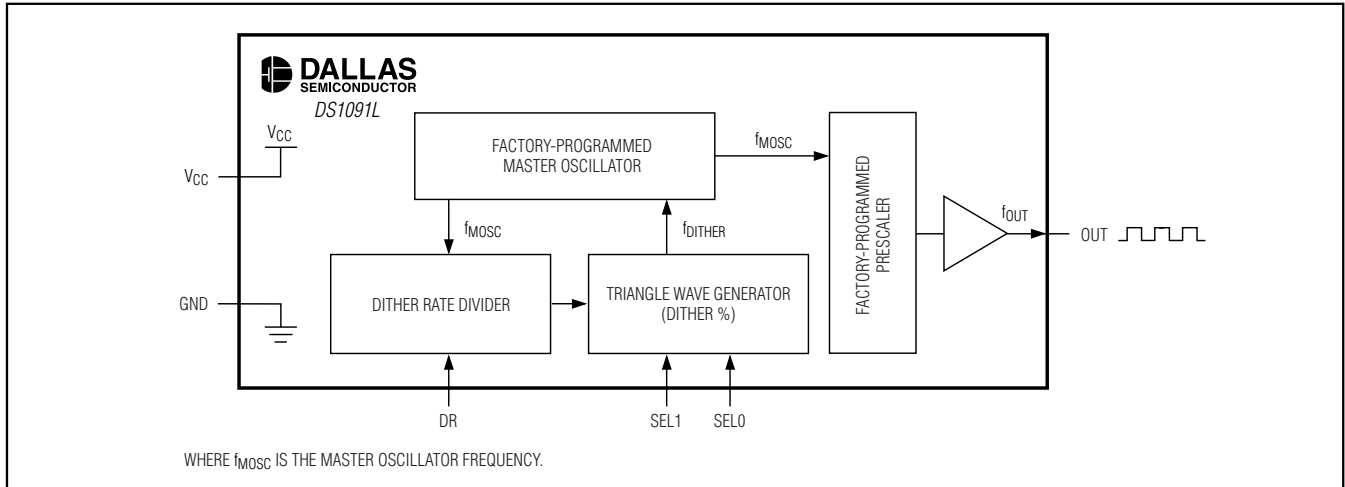 DALLAS
SEMICONDUCTOR
DS1091L
VCC
VCC
GND
FACTORY-PROGRAMMED
MASTER OSCILLATOR
fMOSC
fMOSC
fDITHER
DITHER RATE DIVIDER
TRIANGLE WAVE GENERATOR
(DITHER %)
FACTORY-PROGRAMMED
PRESCALER
fOUT
OUT
DR
SEL1
SEL0
WHERE fMOSC IS THE MASTER OSCILLATOR FREQUENCY.